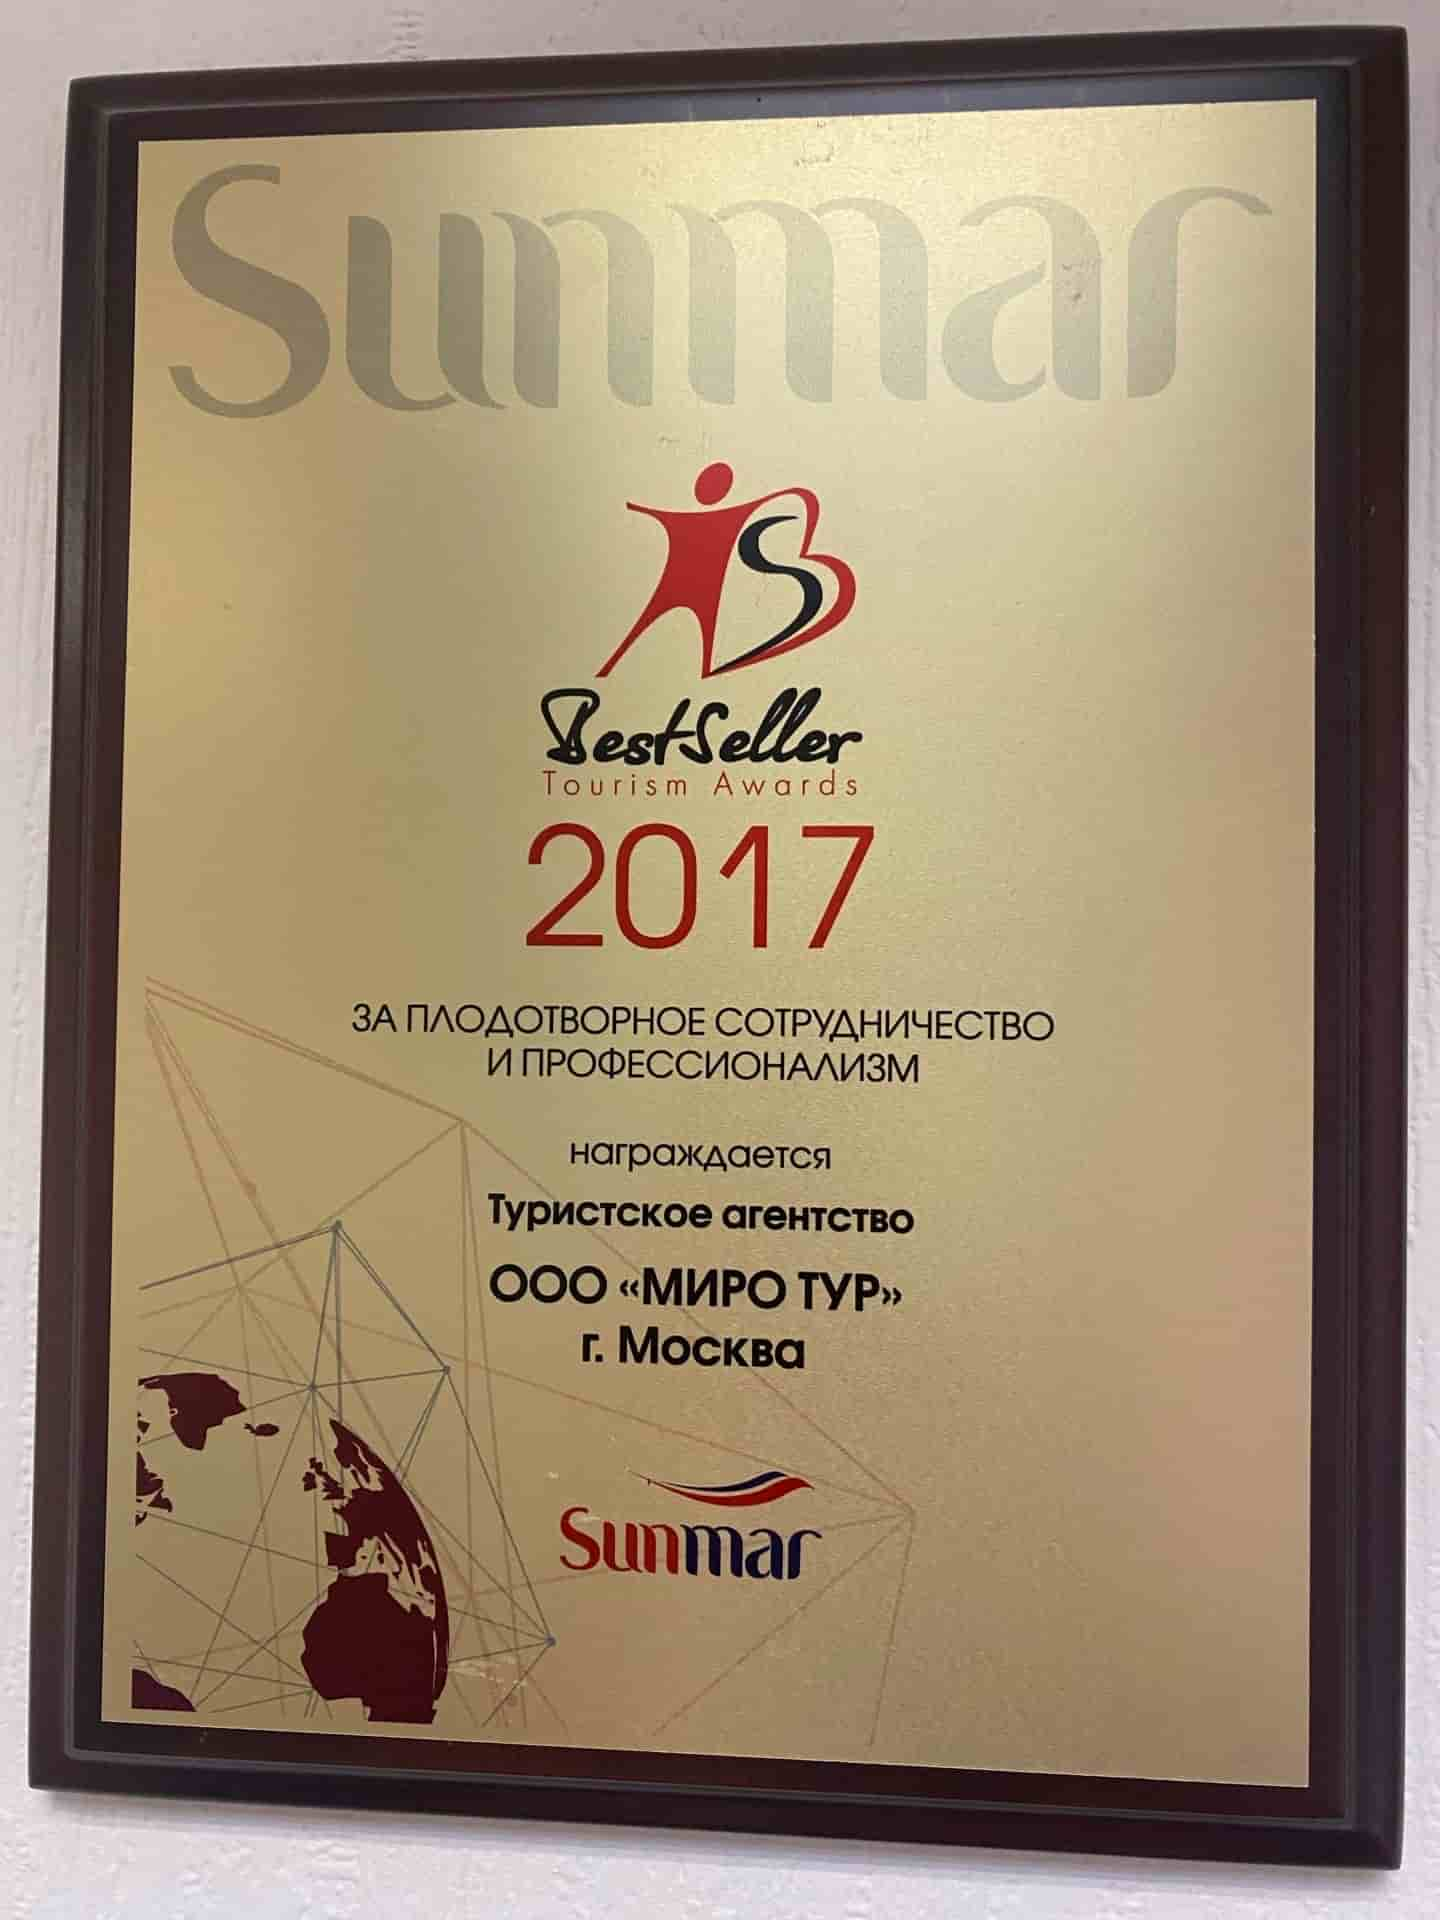 Sunmar
BestSeller
Tourism Awards
2017
ЗА ПЛОДОТВОРНОЕ СОТРУДНИЧЕСТВО
И ПРОФЕССИОНАЛИЗМ
награждается
Туристское агентство
ООО «МИРО ТУР»
г. Москва
Sunmar